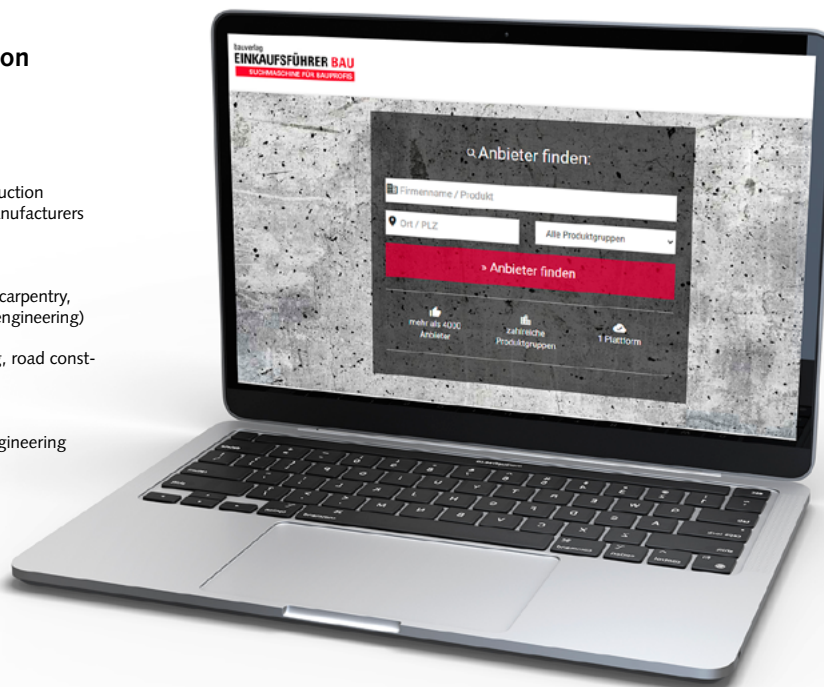 on
uction
nufacturers
carpentry,
engineering)
, road const-
gineering
bauverlag
EINKAUFSFÜHRER BAU
SUCHMASCHINE FÜR BAUPROFIS
Anbieter finden:
Firmenname / Produkt
Ort / PLZ
Alle Produktgruppen
» Anbieter finden
mehr als 4000
Anbieter
zahlreiche
Produktgruppen
1 Plattform